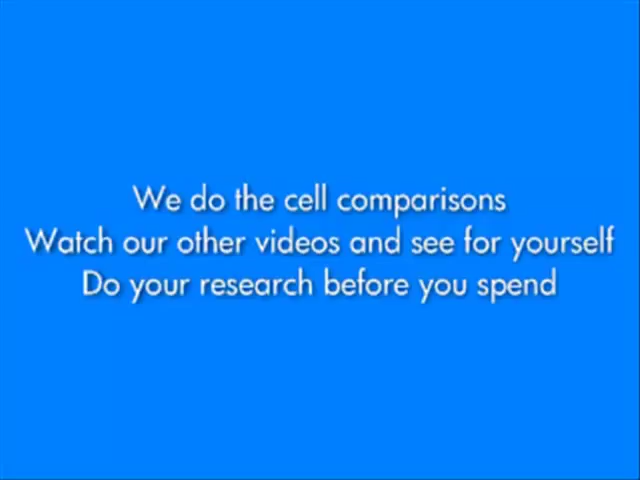 We do the cell comparisons
Watch our other videos and see for yourself
Do your research before you spend